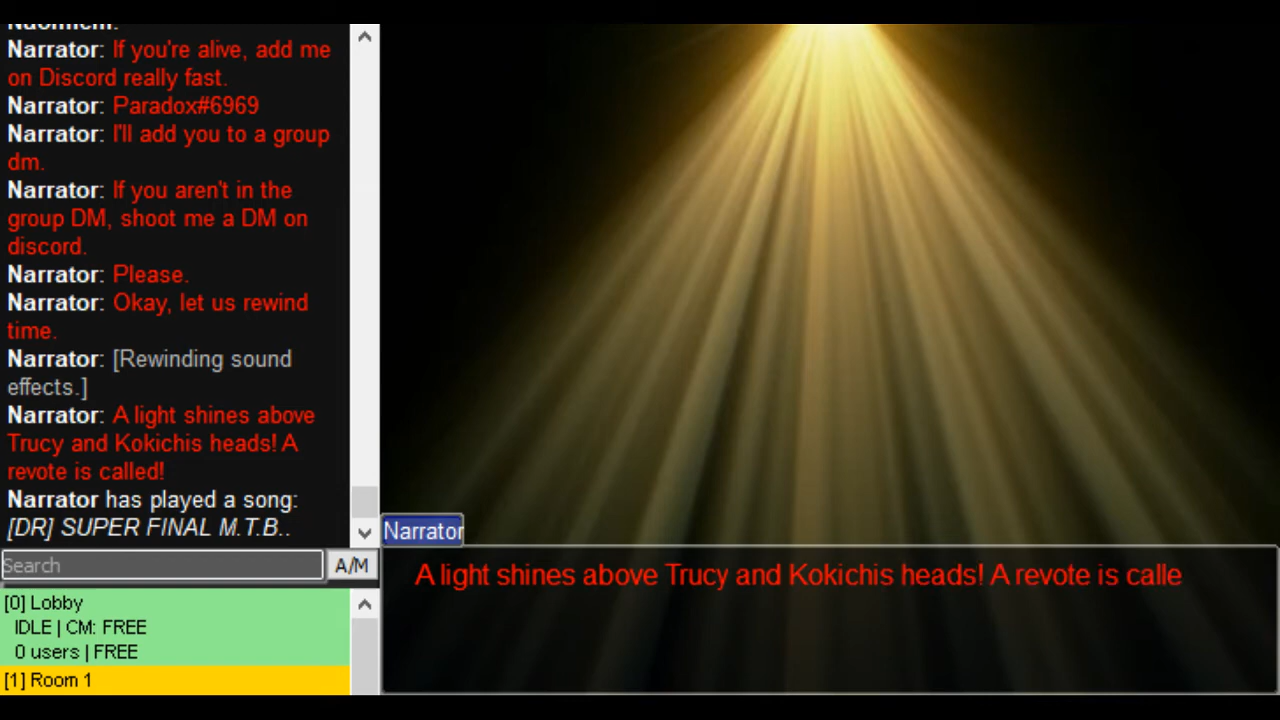 Narrator: If you're alive, add me
on Discord really fast.
Narrator: Paradox#6969
Narrator: I'll add you to a group
dm.
Narrator: If you aren't in the
group DM, shoot me a DM on
discord.
Narrator: Please.
Narrator: Okay, let us rewind
time.
Narrator: [Rewinding sound
effects.]
Narrator: A light shines above
Trucy and Kokichis heads! A
revote is called!
Narrator has played a song:
[DR] SUPER FINAL M.T.B..
Search
A/M
[0] Lobby
IDLE | CM: FREE
0 users | FREE
[1] Room 1
Narrator
A light shines above Trucy and Kokichis heads! A revote is calle